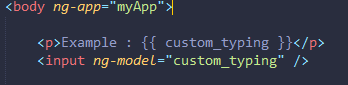 <body ng-app="myApp">
<p>Example : {{ custom_typing }}</p>
<input ng-model="custom_typing" />